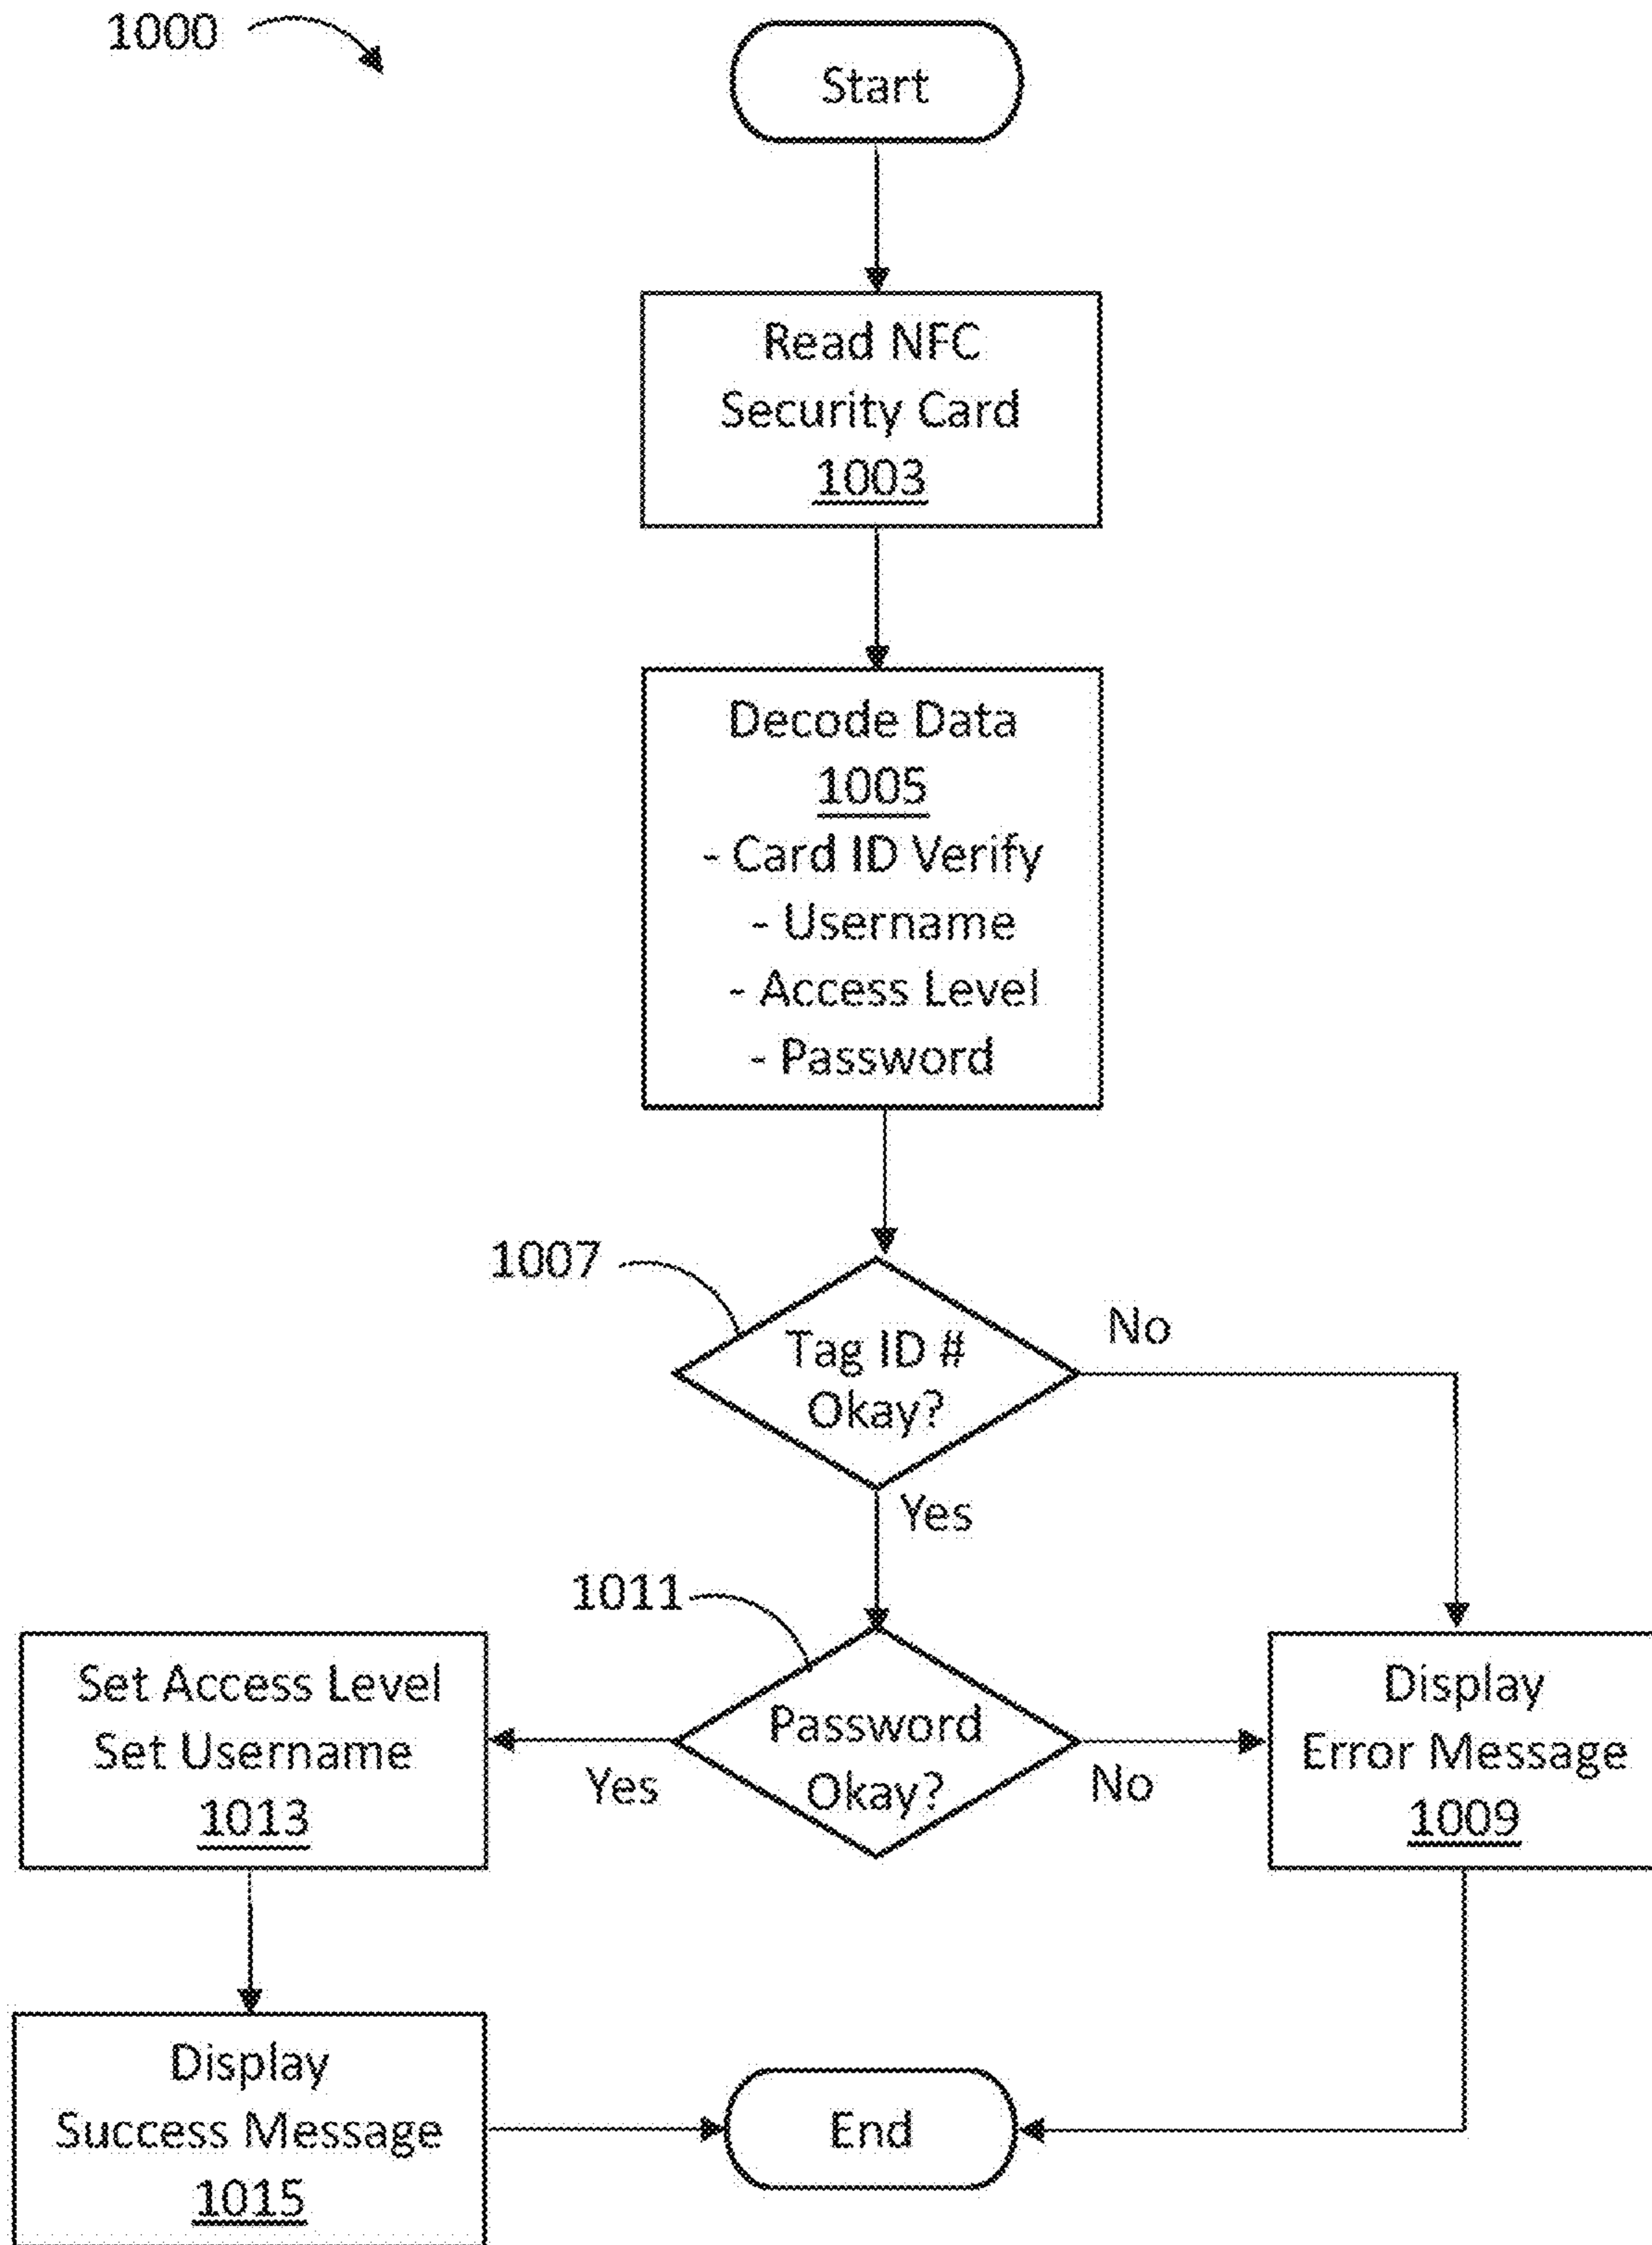 1000
Start
Read NFC
Security Card
1003
Decode Data
1005
- Card ID Verify
- Username
- Access Level
- Password
1007
Tag ID #
Okay?
No
Yes
1011
Password
Okay?
Yes
No
Set Access Level
Set Username
1013
Display
Error Message
1009
Display
Success Message
1015
End